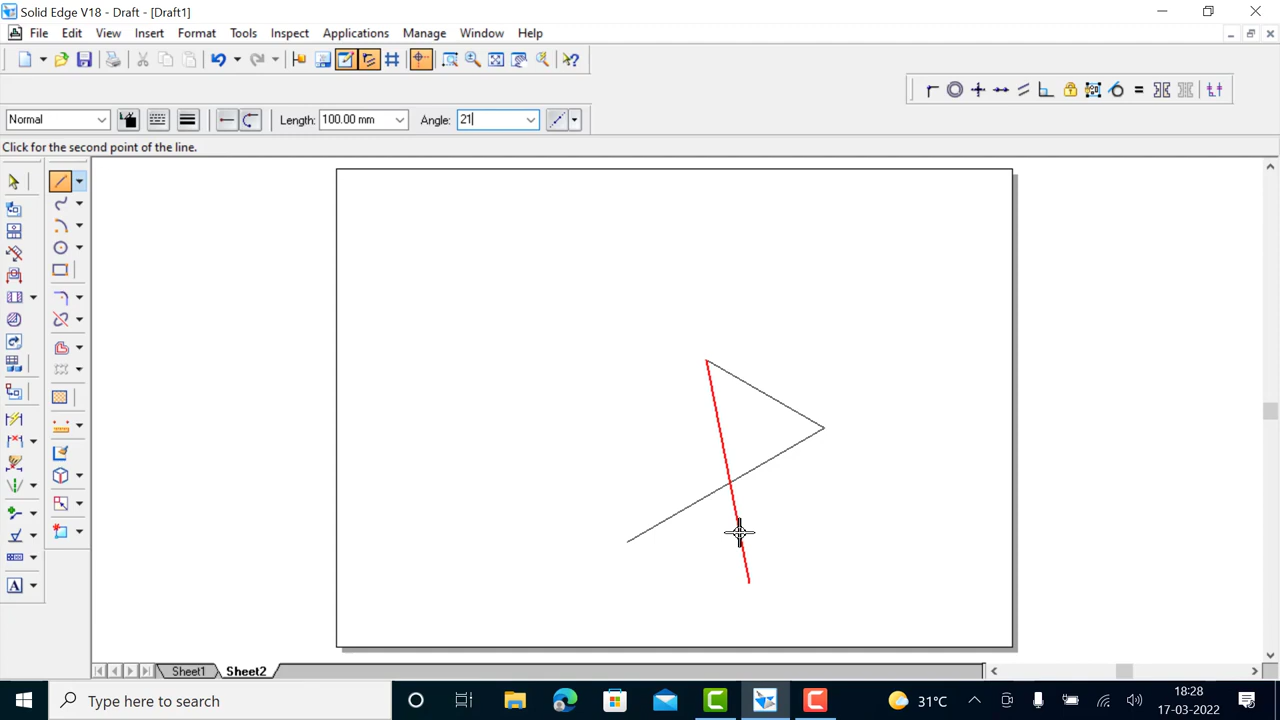 Solid Edge V18 - Draft - [Draft1]
File Edit View Insert Format Tools Inspect Applications Manage Window Help
Normal Length: 100.00 mm Angle: 21
Click for the second point of the line.
A
Sheet1 Sheet2
Type here to search
31°C
18:28
17-03-2022